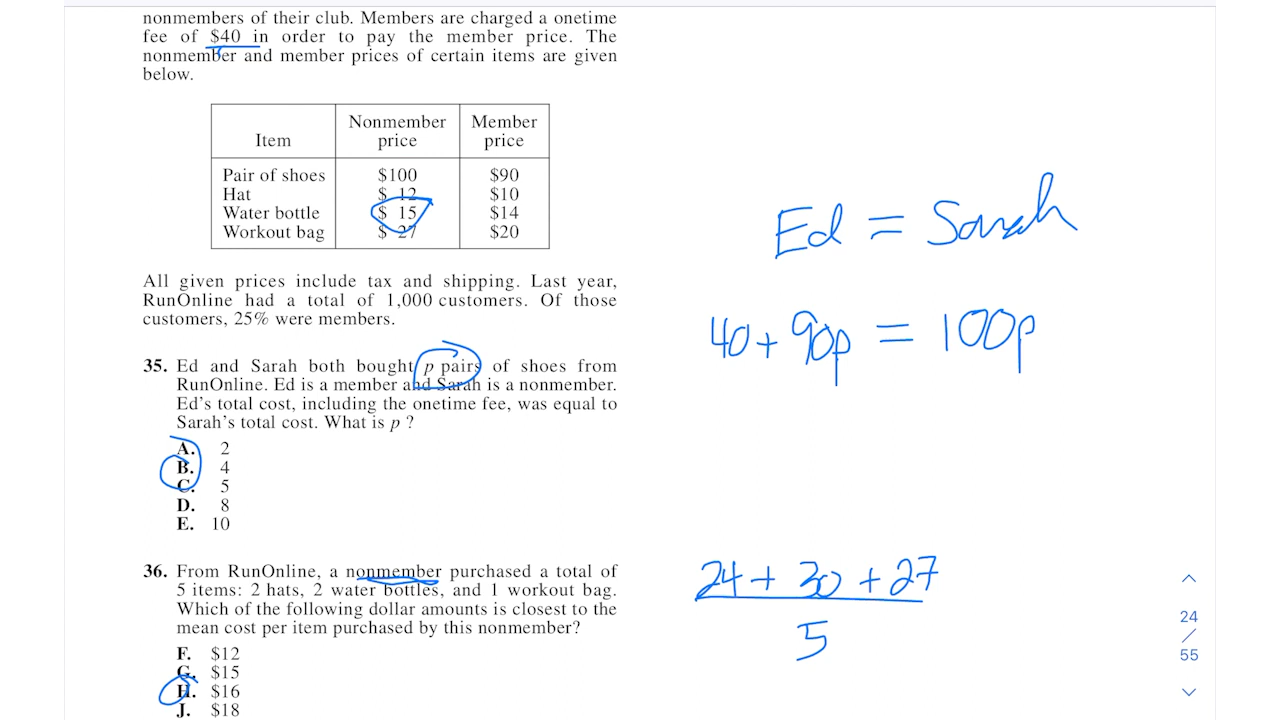 nonmembers of their club. Members are charged a onetime
fee of $40 in order to pay the member price. The
nonmember and member prices of certain items are given
below.
Item Nonmember price Member price
Pair of shoes $100 $90
Hat $ 12 $10
Water bottle $ 15 $14
Workout bag $ 27 $20
All given prices include tax and shipping. Last year,
RunOnline had a total of 1,000 customers. Of those
customers, 25% were members.
35. Ed and Sarah both bought p pairs of shoes from
RunOnline. Ed is a member and Sarah is a nonmember.
Ed's total cost, including the onetime fee, was equal to
Sarah's total cost. What is p ?
A. 2
B. 4
C. 5
D. 8
E. 10
36. From RunOnline, a nonmember purchased a total of
5 items: 2 hats, 2 water bottles, and 1 workout bag.
Which of the following dollar amounts is closest to the
mean cost per item purchased by this nonmember?
F. $12
G. $15
H. $16
J. $18
Ed = Sarah
40 + 90p = 100p
24 + 30 + 27
5
24
/
55